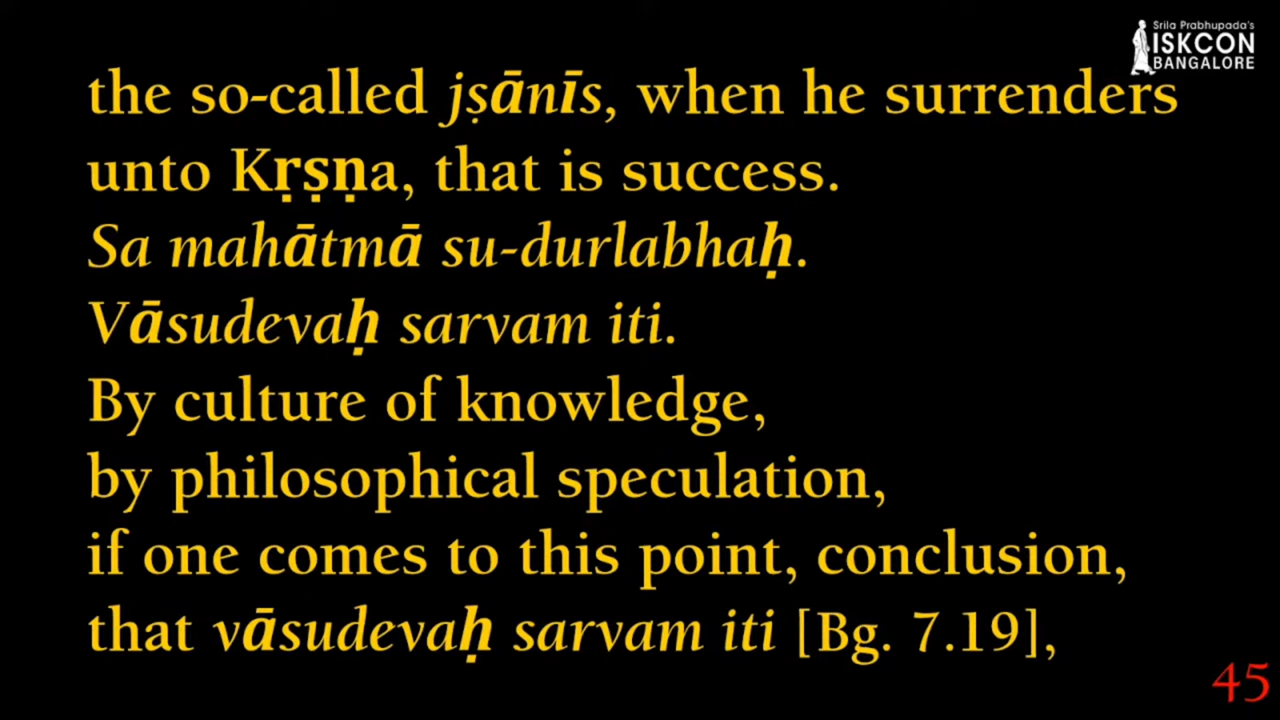 Srila Prabhupada's
ISKCON
BANGALORE
the so-called jṣānīs, when he surrenders
unto Kṛṣṇa, that is success.
Sa mahātmā su-durlabhaḥ.
Vāsudevaḥ sarvam iti.
By culture of knowledge,
by philosophical speculation,
if one comes to this point, conclusion,
that vāsudevaḥ sarvam iti [Bg. 7.19],
45